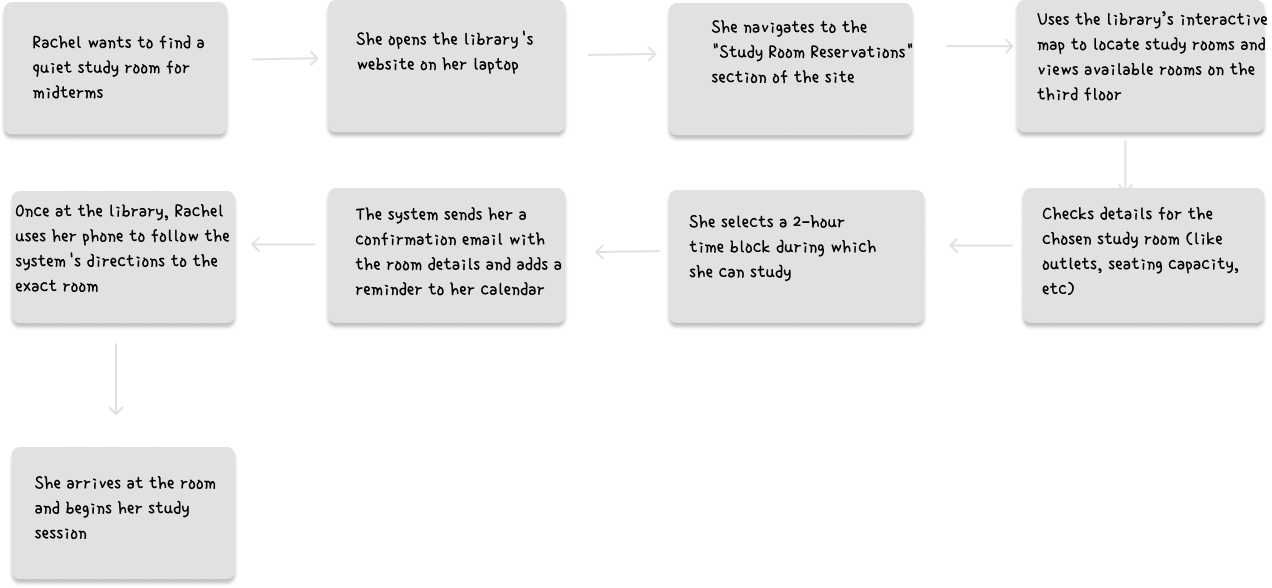 Rachel wants to find a
quiet study room for
midterms
She opens the library's
website on her laptop
She navigates to the
"Study Room Reservations"
section of the site
Uses the library’s interactive
map to locate study rooms and
views available rooms on the
third floor
Checks details for the
chosen study room (like
outlets, seating capacity,
etc)
She selects a 2-hour
time block during which
she can study
The system sends her a
confirmation email with
the room details and adds a
reminder to her calendar
Once at the library, Rachel
uses her phone to follow the
system's directions to the
exact room
She arrives at the room
and begins her study
session